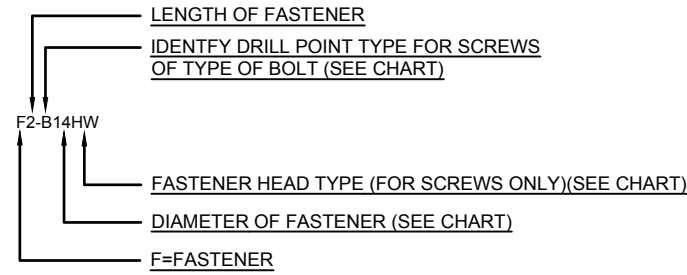 LENGTH OF FASTENER
IDENTFY DRILL POINT TYPE FOR SCREWS
OF TYPE OF BOLT (SEE CHART)
F2-B14HW
FASTENER HEAD TYPE (FOR SCREWS ONLY)(SEE CHART)
DIAMETER OF FASTENER (SEE CHART)
F=FASTENER